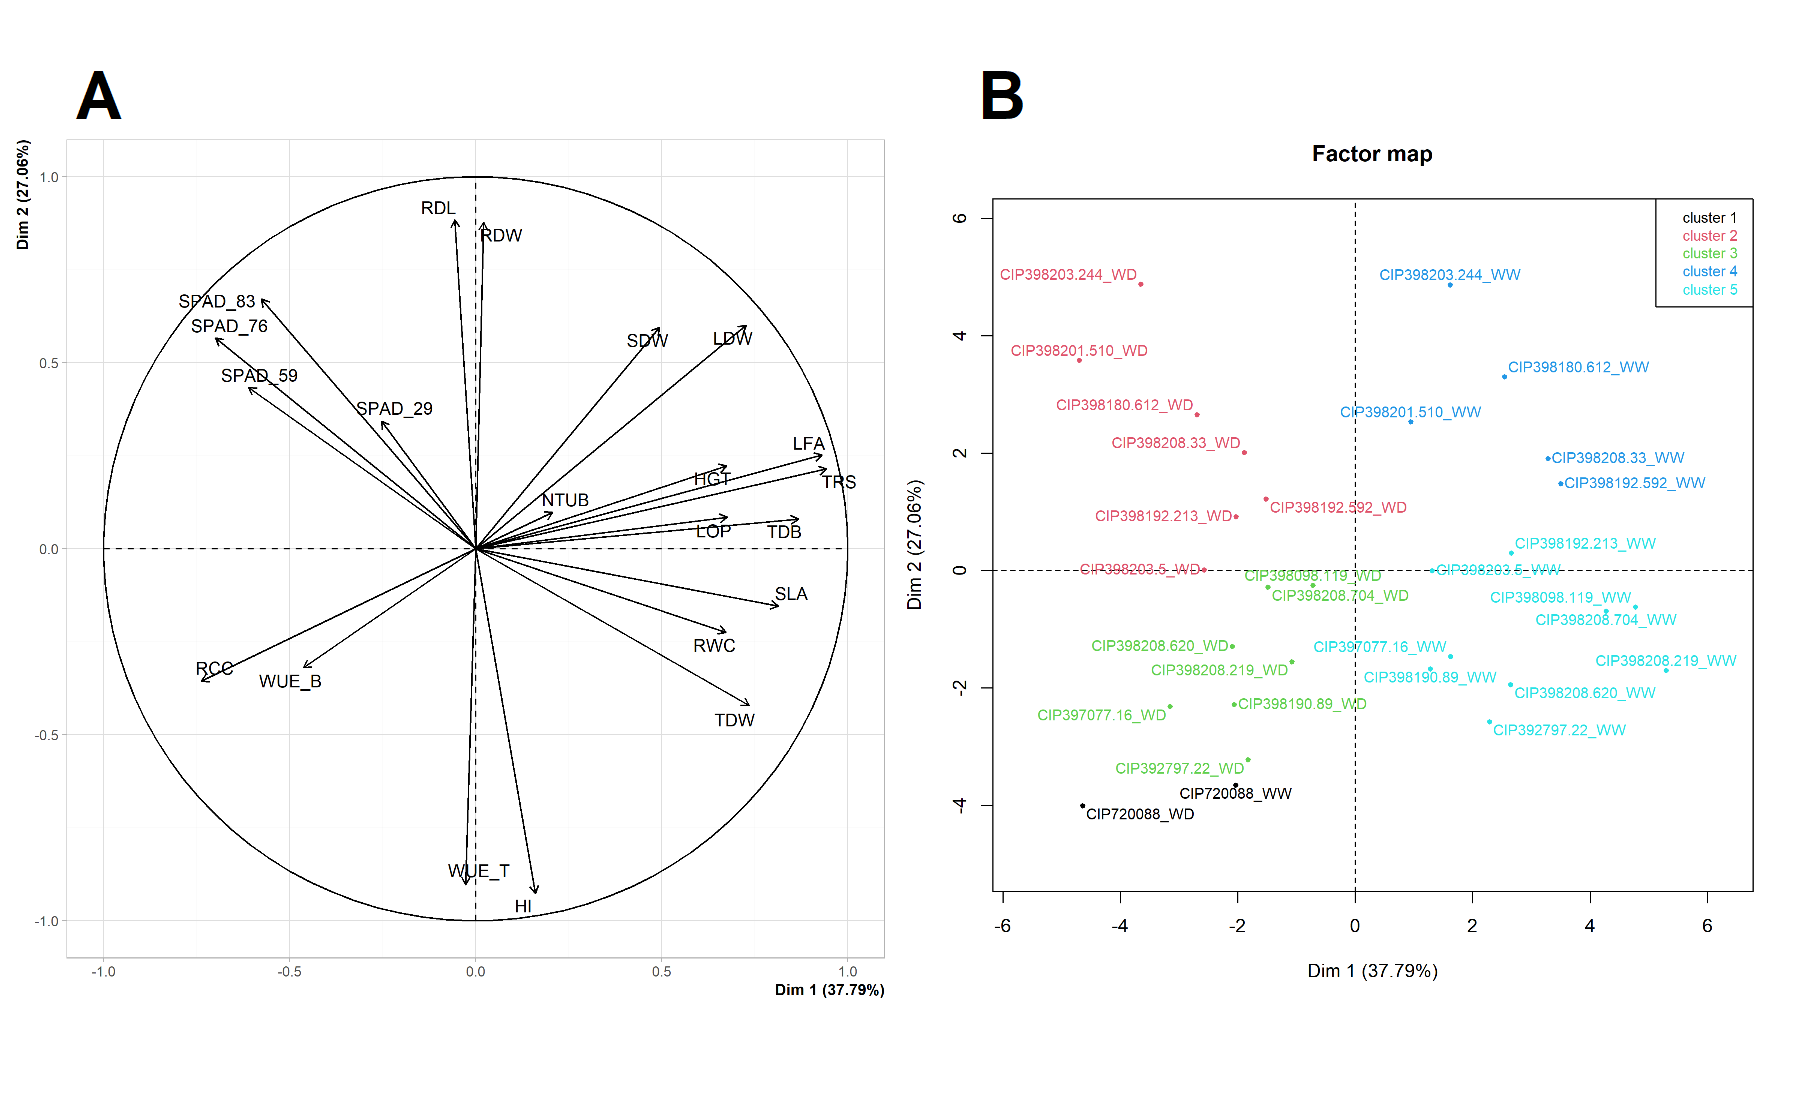 A
Dim 2 (27.06%)
1.0
0.5
0.0
-0.5
-1.0
RDL
RDW
SPAD_83
SPAD_76
SPAD_59
SPAD_29
SDW
LDW
LFA
HGT
TRS
NTUB
LOP
TDB
SLA
RWC
RCC
WUE_B
TDW
WUE_T
HI
-1.0
-0.5
0.0
0.5
1.0
Dim 1 (37.79%)
B
Factor map
Dim 2 (27.06%)
6
4
2
0
-2
-4
cluster 1
cluster 2
cluster 3
cluster 4
cluster 5
CIP398203.244_WD
CIP398203.244_WW
CIP398201.510_WD
CIP398180.612_WW
CIP398180.612_WD
CIP398201.510_WW
CIP398208.33_WD
CIP398208.33_WW
CIP398192.592_WW
CIP398192.592_WD
CIP398192.213_WD
CIP398192.213_WW
CIP398203.5_WD
CIP398203.5_WW
CIP398098.119_WD
CIP398208.704_WD
CIP398098.119_WW
CIP398208.704_WW
CIP398208.620_WD
CIP397077.16_WW
CIP398208.219_WW
CIP398208.219_WD
CIP398190.89_WW
CIP398208.620_WW
CIP398190.89_WD
CIP397077.16_WD
CIP392797.22_WW
CIP392797.22_WD
CIP720088_WW
CIP720088_WD
-6
-4
-2
0
2
4
6
Dim 1 (37.79%)